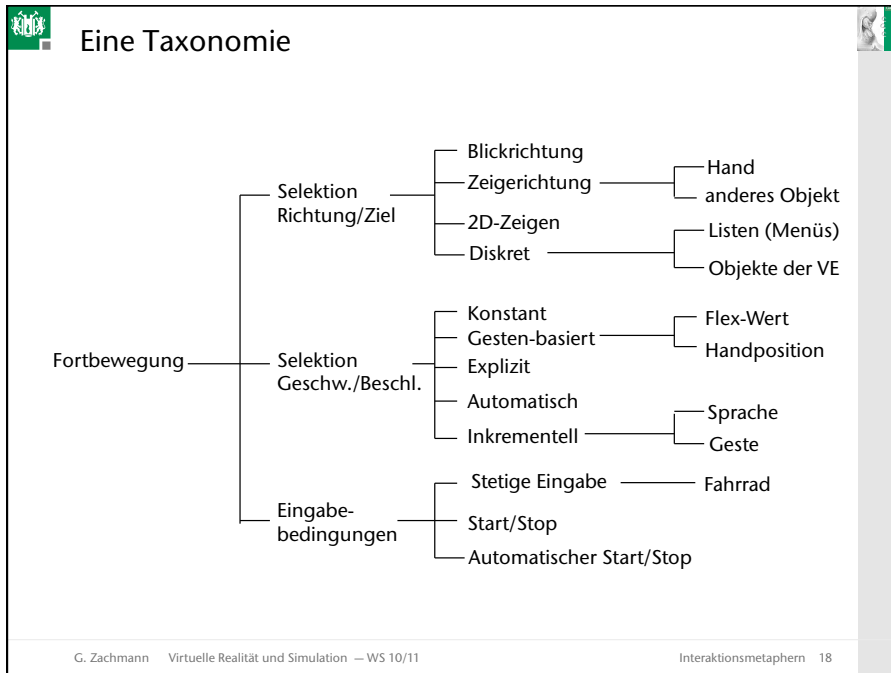 Eine Taxonomie
Fortbewegung
Selektion
Richtung/Ziel
Blickrichtung
Zeigerichtung
Hand
anderes Objekt
2D-Zeigen
Diskret
Listen (Menüs)
Objekte der VE
Selektion
Geschw./Beschl.
Konstant
Gesten-basiert
Flex-Wert
Handposition
Explizit
Automatisch
Inkrementell
Sprache
Geste
Eingabe-
bedingungen
Stetige Eingabe
Fahrrad
Start/Stop
Automatischer Start/Stop
G. Zachmann Virtuelle Realität und Simulation — WS 10/11
Interaktionsmetaphern 18